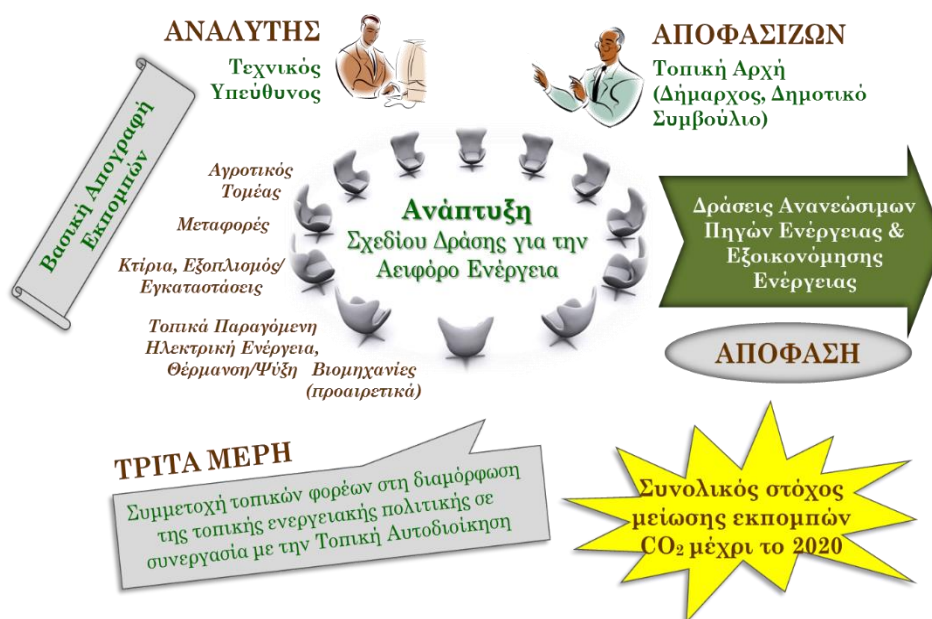 ΑΝΑΛΥΤΗΣ
Τεχνικός
Υπεύθυνος
ΑΠΟΦΑΣΙΖΩΝ
Τοπική Αρχή
(Δήμαρχος, Δημοτικό
Συμβούλιο)
Βασική Απογραφή
Εκπομπών
Αγροτικός
Τομέας
Μεταφορές
Κτίρια, Εξοπλισμός/
Εγκαταστάσεις
Τοπικά Παραγόμενη
Ηλεκτρική Ενέργεια,
Θέρμανση/Ψύξη
Βιομηχανίες
(προαιρετικά)
Ανάπτυξη
Σχεδίου Δράσης για την
Αειφόρο Ενέργεια
Δράσεις Ανανεώσιμων
Πηγών Ενέργειας &
Εξοικονόμησης
Ενέργειας
ΑΠΟΦΑΣΗ
ΤΡΙΤΑ ΜΕΡΗ
Συμμετοχή τοπικών φορέων στη διαμόρφωση
της τοπικής ενεργειακής πολιτικής σε
συνεργασία με την Τοπική Αυτοδιοίκηση
Συνολικός στόχος
μείωσης εκπομπών
CO₂ μέχρι το 2020